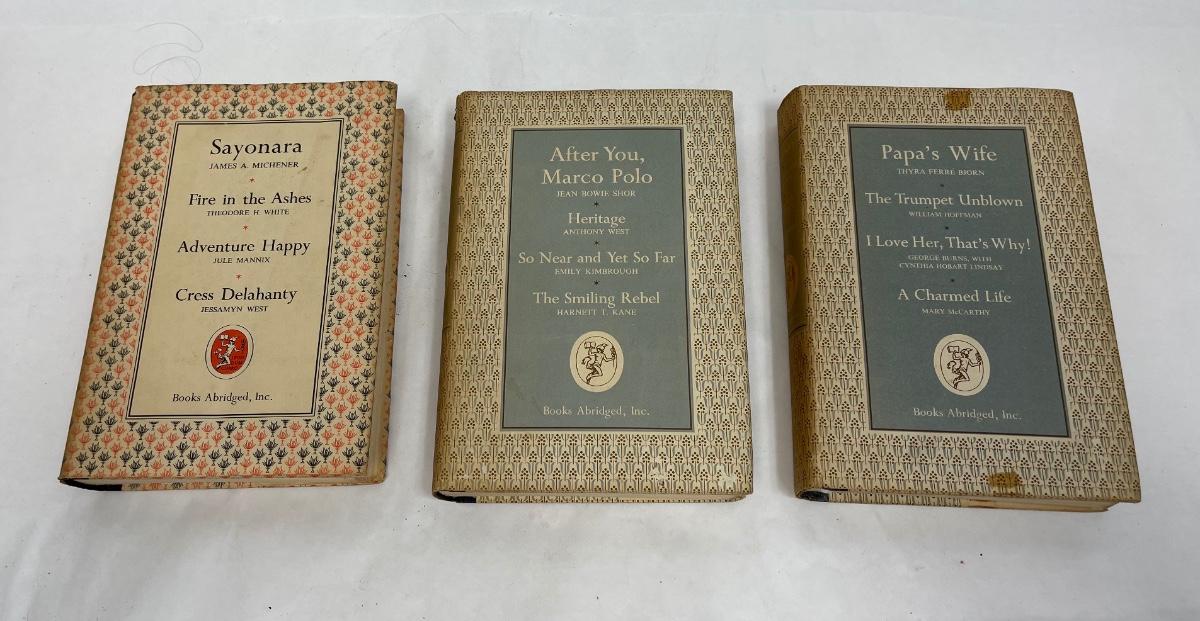 Sayonara
JAMES A. MICHENER
Fire in the Ashes
THEODORE H. WHITE
Adventure Happy
JULE MANNIX
Cress Delahanty
JESSAMYN WEST
Books Abridged, Inc.
After You,
Marco Polo
JEAN BOWIE SHOR
Heritage
ANTHONY WEST
So Near and Yet So Far
EMILY KIMBROUGH
The Smiling Rebel
HARNETT T. KANE
Books Abridged, Inc.
Papa's Wife
THYRA FERRÉ BJORN
The Trumpet Unblown
WILLIAM HOFFMAN
I Love Her, That's Why!
GEORGE BURNS, WITH
CYNTHIA HOBART LINDSAY
A Charmed Life
MARY McCARTHY
Books Abridged, Inc.